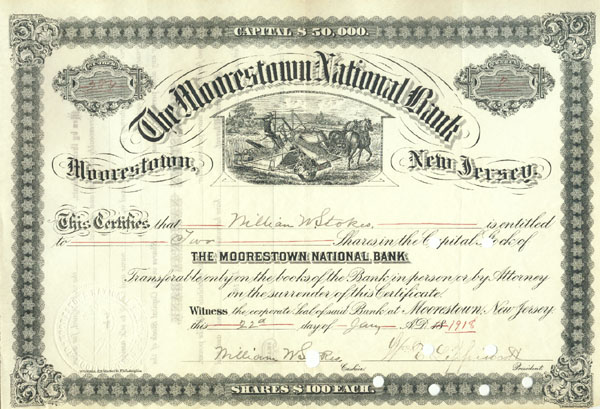 CAPITAL $ 50,000.
The Moorestown National Bank
Moorestown, New Jersey.
This Certifies that William W Stokes is entitled
to Two Shares in the Capital Stock of
THE MOORESTOWN NATIONAL BANK.
Transferable only on the books of the Bank in person or by Attorney
on the surrender of this Certificate.
Witness the corporate Seal of said Bank at Moorestown, New Jersey
this 22d day of Jany A.D. 1918
William W Stokes
Cashier. President.
SHARES $ 100 EACH.